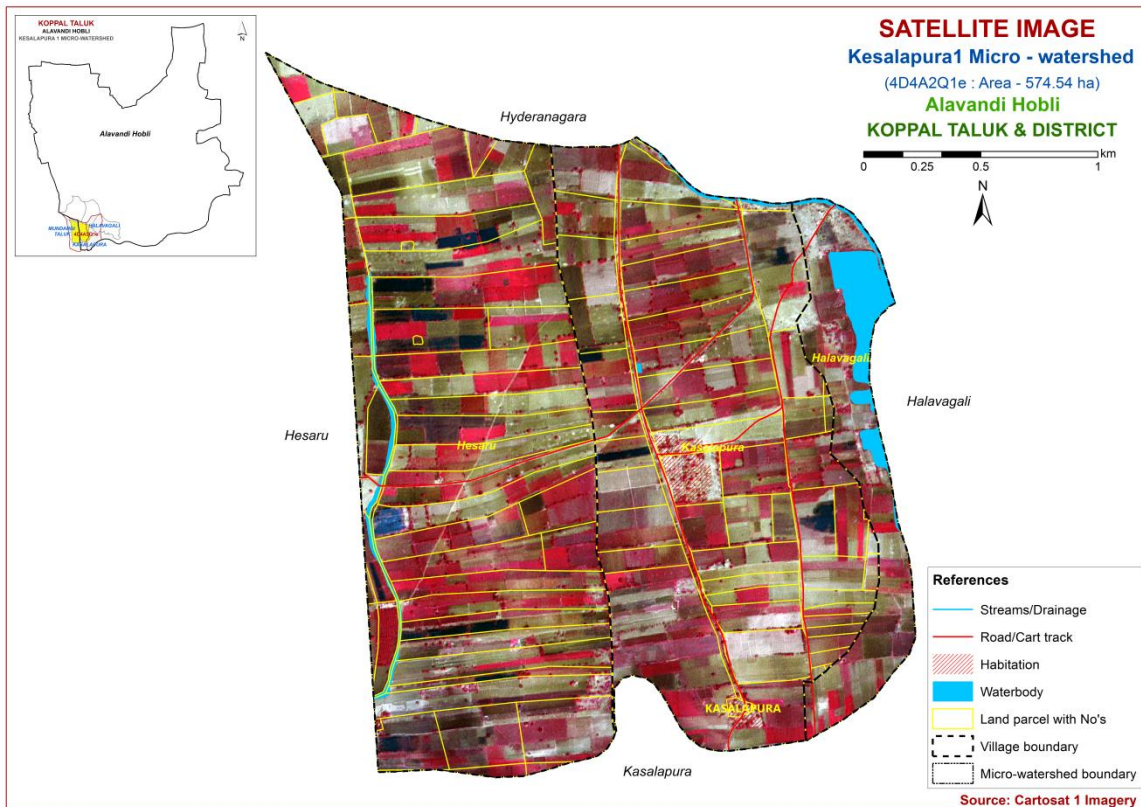 KOPPAL TALUK
ALAVANDI HOBLI
KESALAPURA 1 MICRO-WATERSHED
N
Alavandi Hobli
MUNDARGI
TALUK
HALAVAGALI
KASALAPURA
SATELLITE IMAGE
Kesalapura1 Micro - watershed
(4D4A2Q1e : Area - 574.54 ha)
Alavandi Hobli
KOPPAL TALUK & DISTRICT
km
0 0.25 0.5 1
N
Hyderanagara
Halavagali
Halavagali
Hesaru
Hesaru
Kasalapura
KASALAPURA
Kasalapura
References
Streams/Drainage
Road/Cart track
Habitation
Waterbody
Land parcel with No's
Village boundary
Micro-watershed boundary
Source: Cartosat 1 Imagery